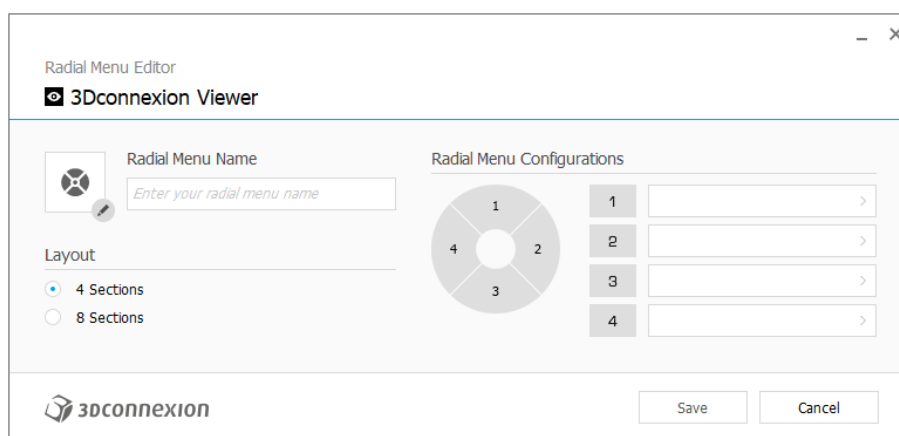 Radial Menu Editor
3Dconnexion Viewer
Radial Menu Name
Enter your radial menu name
Layout
4 Sections
8 Sections
Radial Menu Configurations
1
4 2
3
1
2
3
4
3Dconnexion
Save Cancel